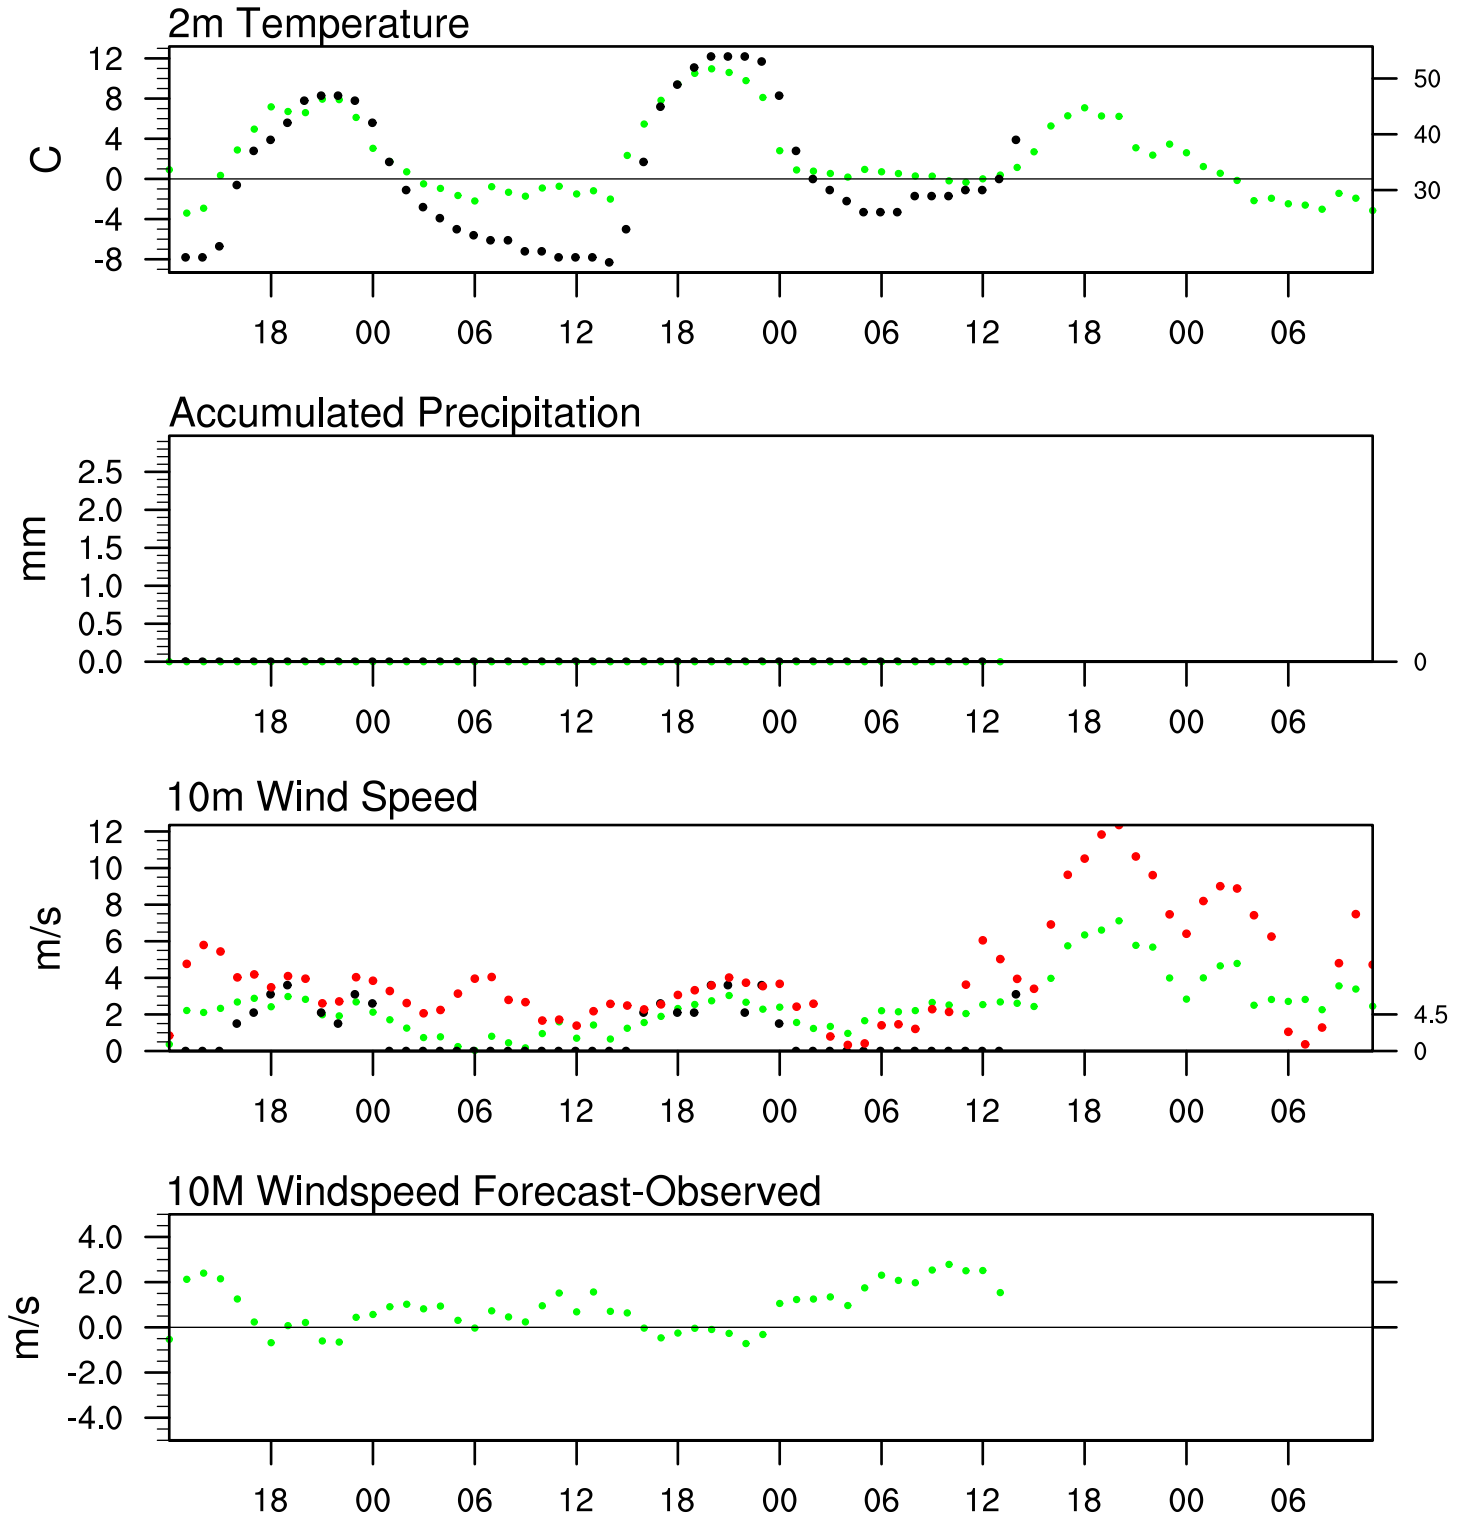 2m Temperature
12
8
4
0
-4
-8
C
50
40
30
18 00 06 12 18 00 06 12 18 00 06
Accumulated Precipitation
2.5
2.0
1.5
1.0
0.5
0.0
mm
0
18 00 06 12 18 00 06 12 18 00 06
10m Wind Speed
12
10
8
6
4
2
0
m/s
4.5
0
18 00 06 12 18 00 06 12 18 00 06
10M Windspeed Forecast-Observed
4.0
2.0
0.0
-2.0
-4.0
m/s
18 00 06 12 18 00 06 12 18 00 06